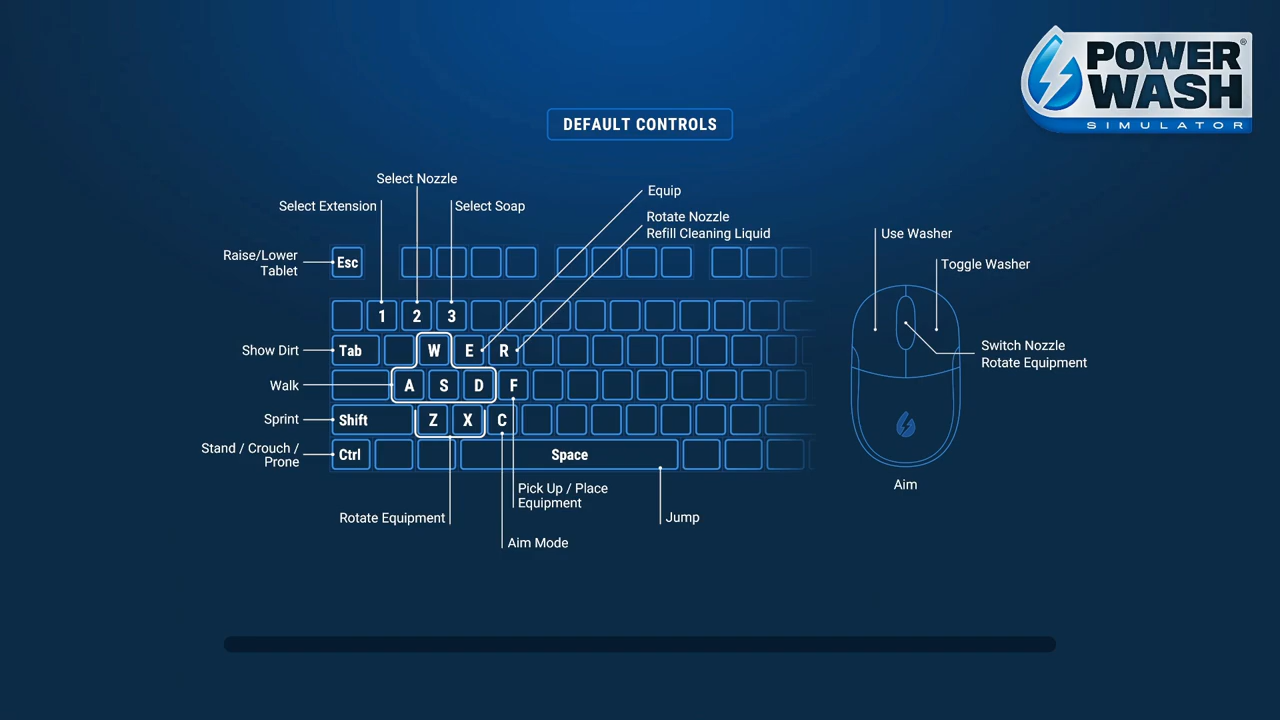 POWER
WASH®
SIMULATOR
DEFAULT CONTROLS
Select Nozzle
Select Extension
Select Soap
Equip
Rotate Nozzle
Refill Cleaning Liquid
Use Washer
Toggle Washer
Raise/Lower
Tablet
Esc
1 2 3
Show Dirt
Tab W E R
Switch Nozzle
Rotate Equipment
Walk
A S D F
Sprint
Shift Z X C
Stand / Crouch /
Prone
Ctrl Space
Aim
Pick Up / Place
Equipment
Rotate Equipment
Jump
Aim Mode